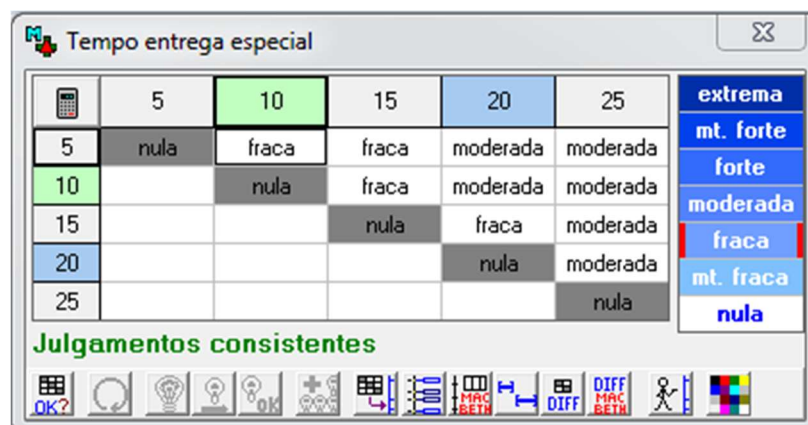 Tempo entrega especial
5 10 15 20 25 extrema
mt. forte
5 nula fraca fraca moderada moderada
forte
10 nula fraca moderada moderada
moderada
15 nula fraca moderada
fraca
20 nula moderada
mt. fraca
25 nula
nula
Julgamentos consistentes
OK? OK MAC BETH DIFF DIFF MAC BETH